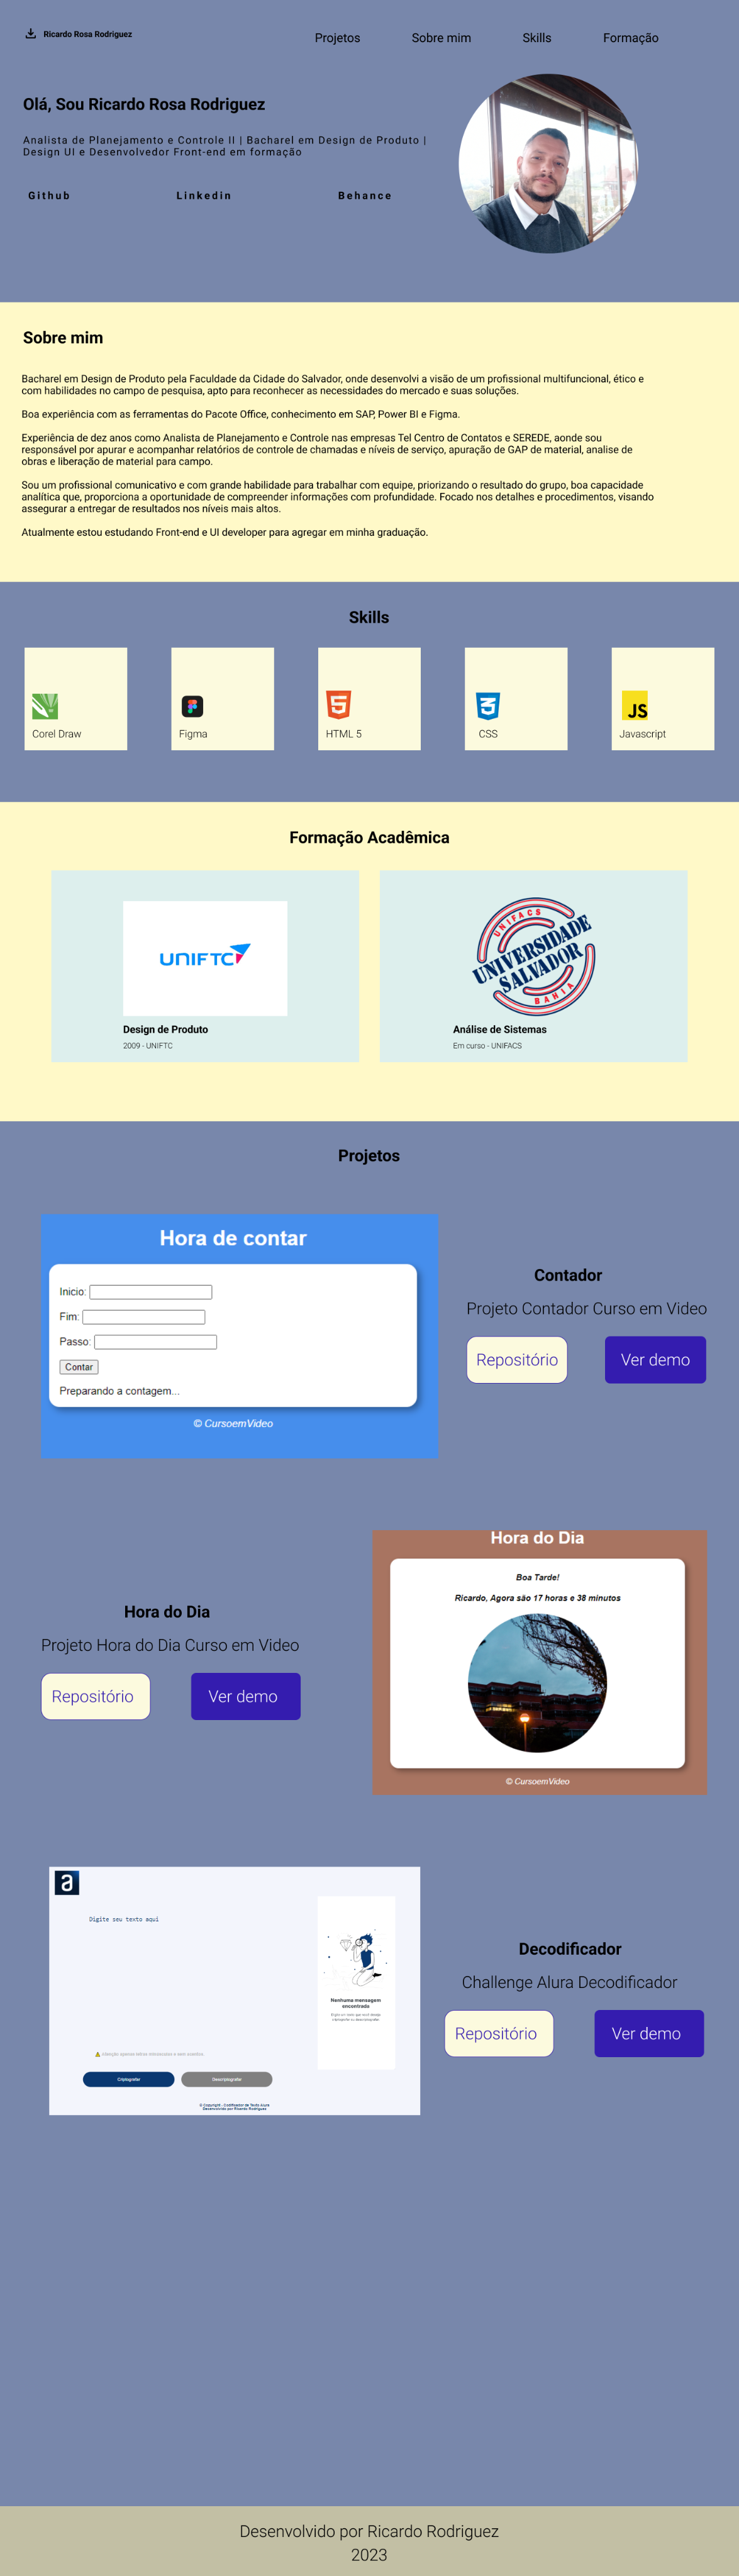 Ricardo Rosa Rodriguez
Projetos Sobre mim Skills Formação
Olá, Sou Ricardo Rosa Rodriguez
Analista de Planejamento e Controle II | Bacharel em Design de Produto |
Design UI e Desenvolvedor Front-end em formação
Github Linkedin Behance
Sobre mim
Bacharel em Design de Produto pela Faculdade da Cidade do Salvador, onde desenvolvi a visão de um profissional multifuncional, ético e
com habilidades no campo de pesquisa, apto para reconhecer as necessidades do mercado e suas soluções.
Boa experiência com as ferramentas do Pacote Office, conhecimento em SAP, Power BI e Figma.
Experiência de dez anos como Analista de Planejamento e Controle nas empresas Tel Centro de Contatos e SEREDE, aonde sou
responsável por apurar e acompanhar relatórios de controle de chamadas e níveis de serviço, apuração de GAP de material, analise de
obras e liberação de material para campo.
Sou um profissional comunicativo e com grande habilidade para trabalhar com equipe, priorizando o resultado do grupo, boa capacidade
analítica que, proporciona a oportunidade de compreender informações com profundidade. Focado nos detalhes e procedimentos, visando
assegurar a entregar de resultados nos níveis mais altos.
Atualmente estou estudando Front-end e UI developer para agregar em minha graduação.
Skills
5 3 JS
Corel Draw Figma HTML 5 CSS Javascript
Formação Acadêmica
UNIFTC
UNIFACS
UNIVERSIDADE
SALVADOR
BAHIA
Design de Produto
2009 - UNIFTC
Análise de Sistemas
Em curso - UNIFACS
Projetos
Hora de contar
Inicio:
Fim:
Passo:
Contar
Preparando a contagem...
© CursoemVideo
Contador
Projeto Contador Curso em Video
Repositório Ver demo
Hora do Dia
Projeto Hora do Dia Curso em Video
Repositório Ver demo
Hora do Dia
Boa Tarde!
Ricardo, Agora são 17 horas e 38 minutos
© CursoemVideo
a
Digite seu texto aqui
Nenhuma mensagem
encontrada
Criptografar Descriptografar
© Copyright - Codificador de Texto Alura
Desenvolvido por Ricardo Rodriguez
Decodificador
Challenge Alura Decodificador
Repositório Ver demo
Desenvolvido por Ricardo Rodriguez
2023